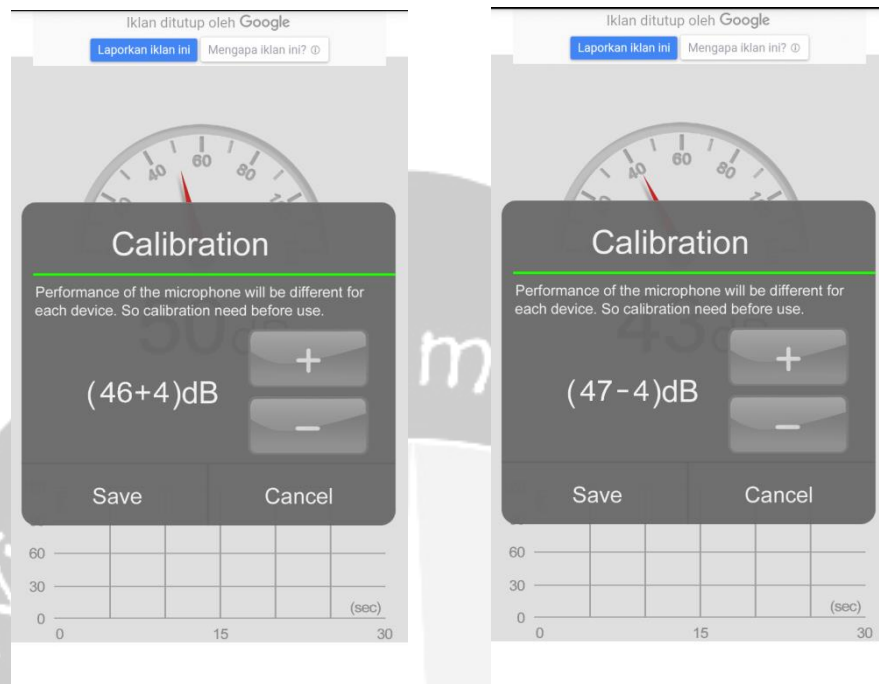 Iklan ditutup oleh Google
Laporkan iklan ini
Mengapa iklan ini?
40
60
80
Calibration
Performance of the microphone will be different for
each device. So calibration need before use.
50
(46+4)dB
+
−
Save
Cancel
60
30
0
(sec)
0
15
30
Iklan ditutup oleh Google
Laporkan iklan ini
Mengapa iklan ini?
40
60
80
Calibration
Performance of the microphone will be different for
each device. So calibration need before use.
43
(47-4)dB
+
−
Save
Cancel
60
30
0
(sec)
0
15
30
m